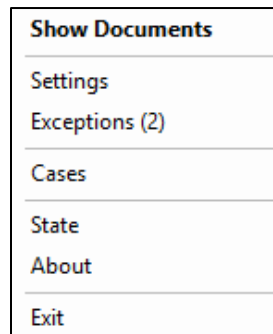 Show Documents
Settings
Exceptions (2)
Cases
State
About
Exit